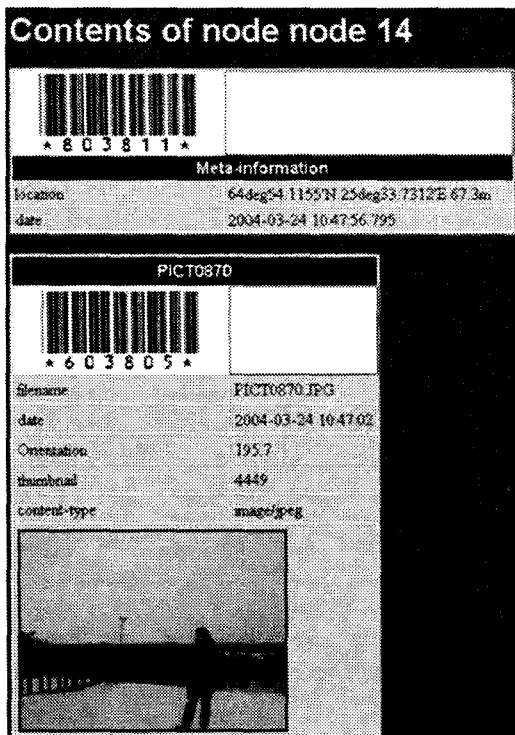 Contents of node node 14
*803811*
Meta-information
location 64deg54.1155'N 25deg33.7312'E 67.3m
date 2004-03-24 10:47:56.795
PICT0870
*603805*
filename PICT0870.JPG
date 2004-03-24 10:47:02
Orientation 195.7
thumbnail 4449
content-type image/jpeg